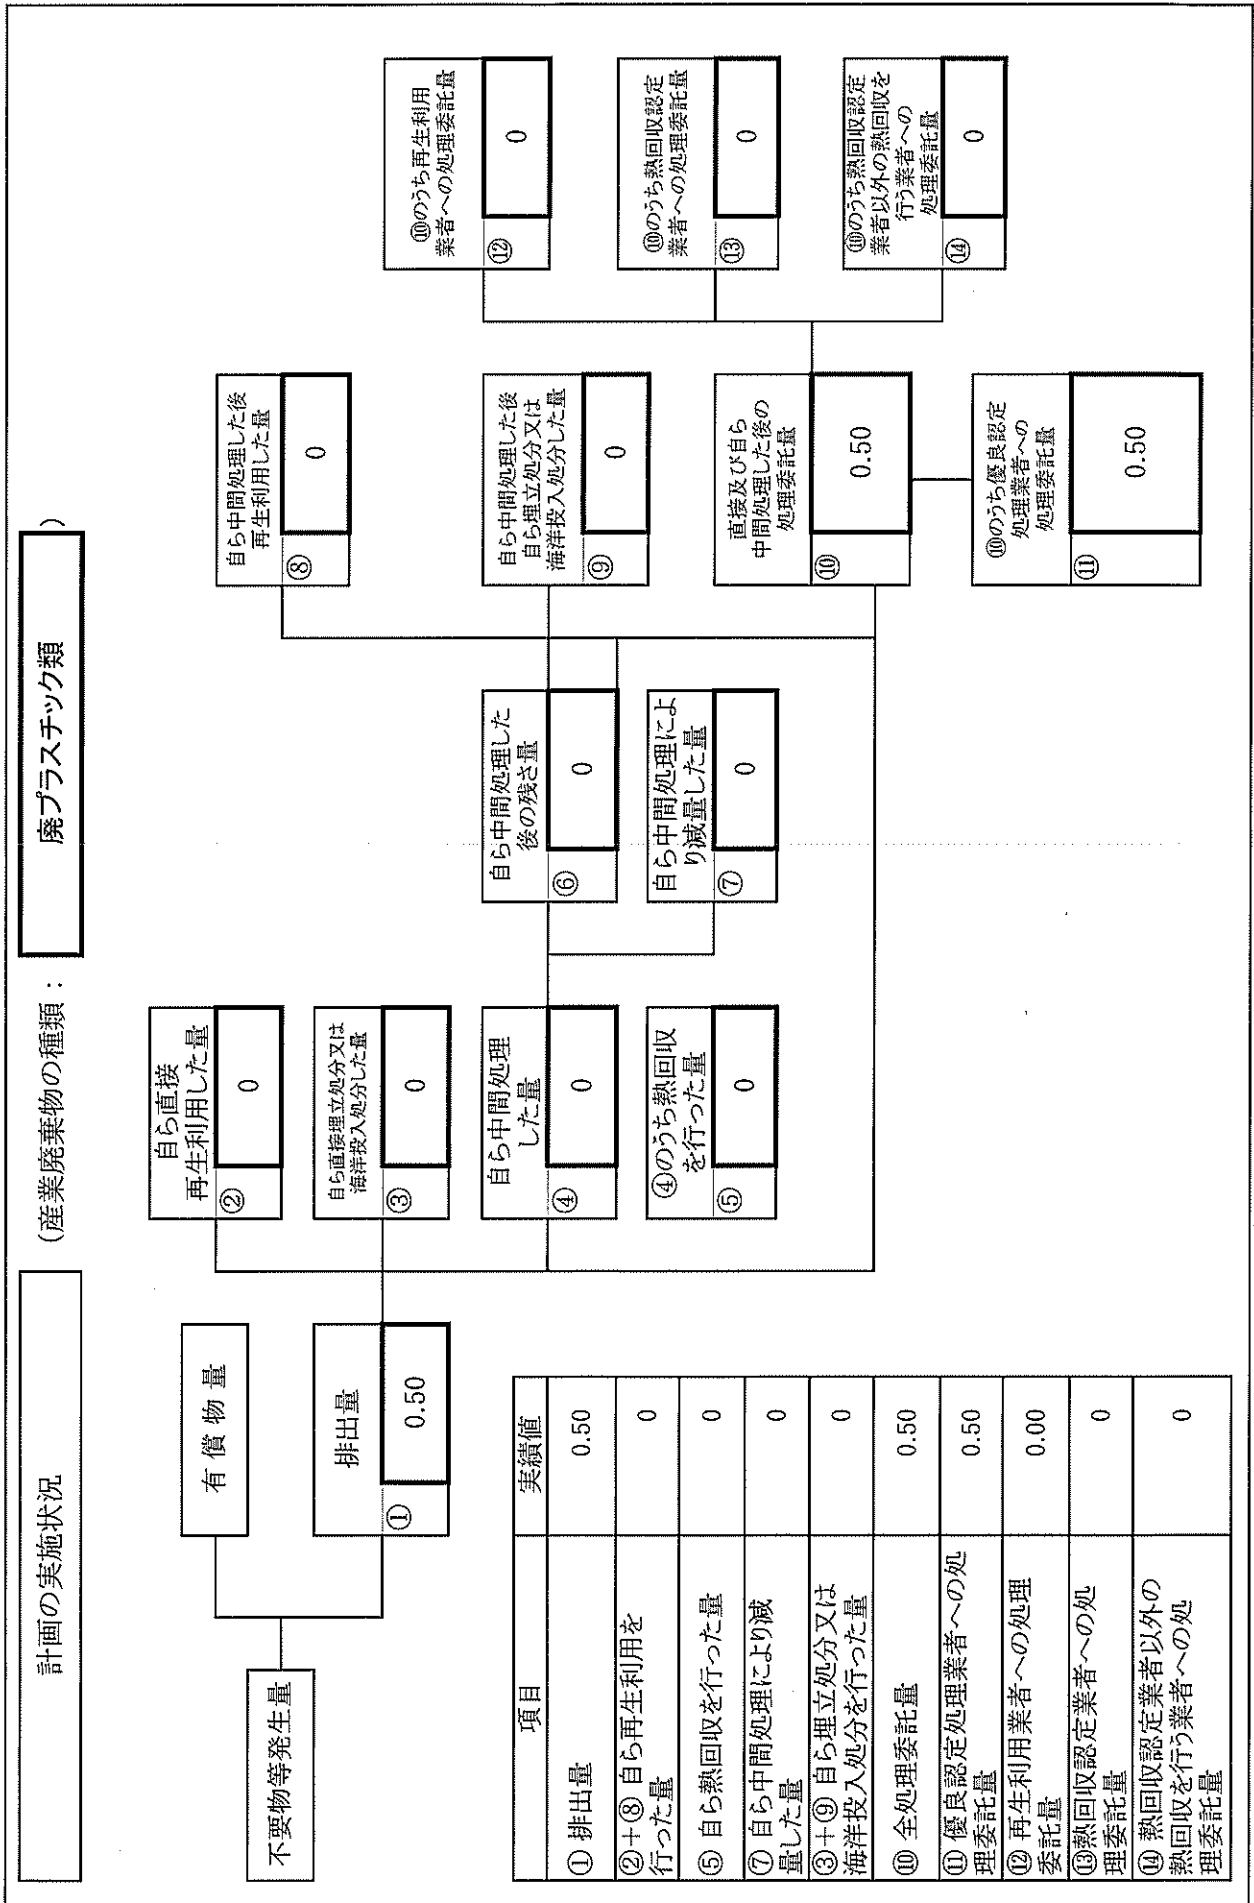 計画の実施状況
(産業廃棄物の種類:
廃プラスチック類
)
不要物等発生量
有償物量
排出量
①
0.50
自ら直接
再生利用した量
②
0
自ら直接埋立処分又は
海洋投入処分した量
③
0
自ら中間処理
した量
④
0
④のうち熱回収
を行った量
⑤
0
自ら中間処理した
後の残さ量
⑥
0
自ら中間処理によ
り減量した量
⑦
0
自ら中間処理した後
再生利用した量
⑧
0
自ら中間処理した後
自ら埋立処分又は
海洋投入処分した量
⑨
0
直接及び自ら
中間処理した後の
処理委託量
⑩
0.50
⑩のうち優良認定
処理業者への
処理委託量
⑪
0.50
⑩のうち再生利用
業者への処理委託量
⑫
0
⑩のうち熱回収認定
業者への処理委託量
⑬
0
⑩のうち熱回収認定
業者以外の熱回収を
行う業者への
処理委託量
⑭
0
項目 実績値
① 排出量 0.50
②+⑧ 自ら再生利用を
行った量 0
⑤ 自ら熱回収を行った量 0
⑦ 自ら中間処理により減
量した量 0
③+⑨ 自ら埋立処分又は
海洋投入処分を行った量 0
⑩ 全処理委託量 0.50
⑪ 優良認定処理業者への処
理委託量 0.50
⑫ 再生利用業者への処理
委託量 0.00
⑬熱回収認定業者への処
理委託量 0
⑭ 熱回収認定業者以外の
熱回収を行う業者への処
理委託量 0